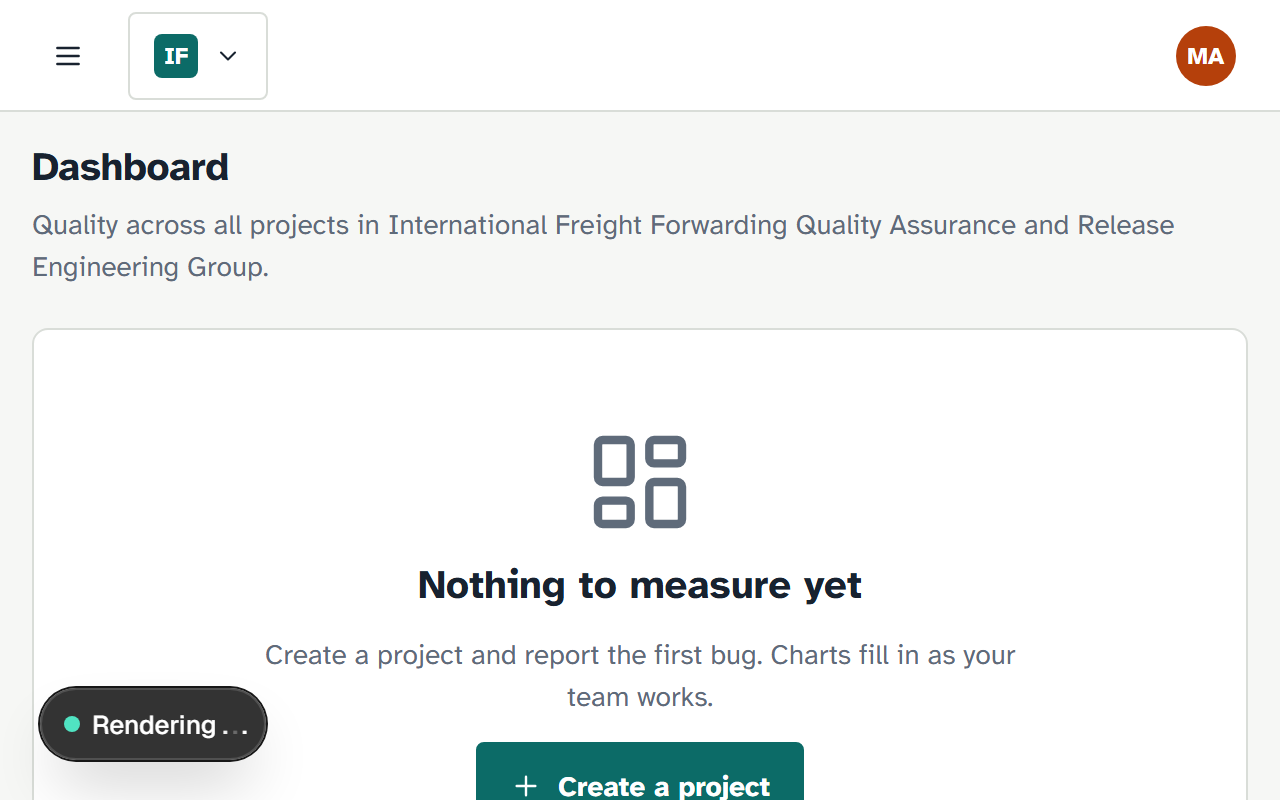 IF
MA
Dashboard
Quality across all projects in International Freight Forwarding Quality Assurance and Release
Engineering Group.
Nothing to measure yet
Create a project and report the first bug. Charts fill in as your
team works.
Rendering ...
Create a project